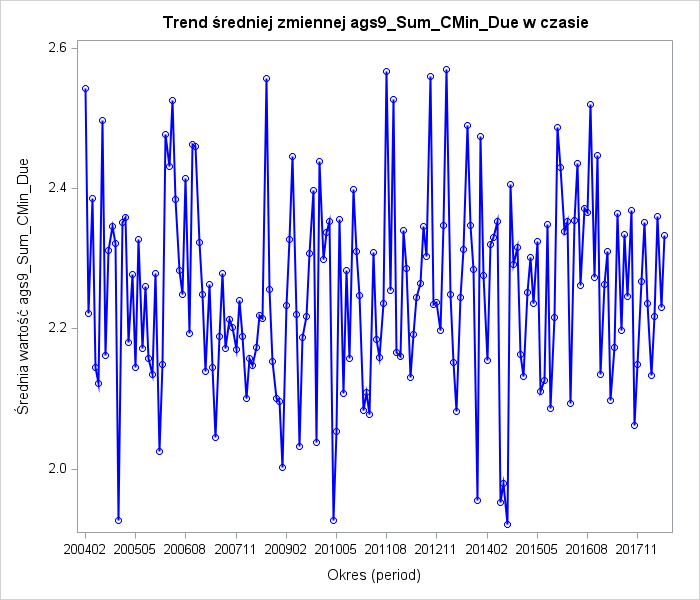 Trend średniej zmiennej ags9_Sum_CMin_Due w czasie
Średnia wartość ags9_Sum_CMin_Due
2.6
2.4
2.2
2.0
200402 200505 200608 200711 200902 201005 201108 201211 201402 201505 201608 201711
Okres (period)